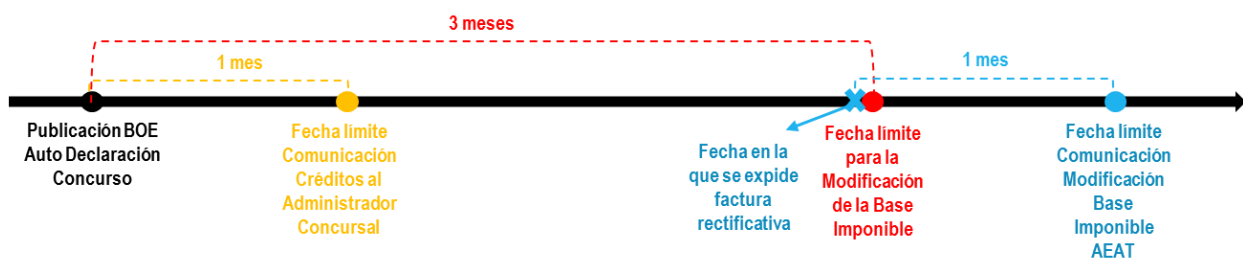 3 meses
1 mes
1 mes
Publicación BOE
Auto Declaración
Concurso
Fecha límite
Comunicación
Créditos al
Administrador
Concursal
Fecha en la
que se expide
factura
rectificativa
Fecha límite
para la
Modificación
de la Base
Imponible
Fecha límite
Comunicación
Modificación
Base
Imponible
AEAT